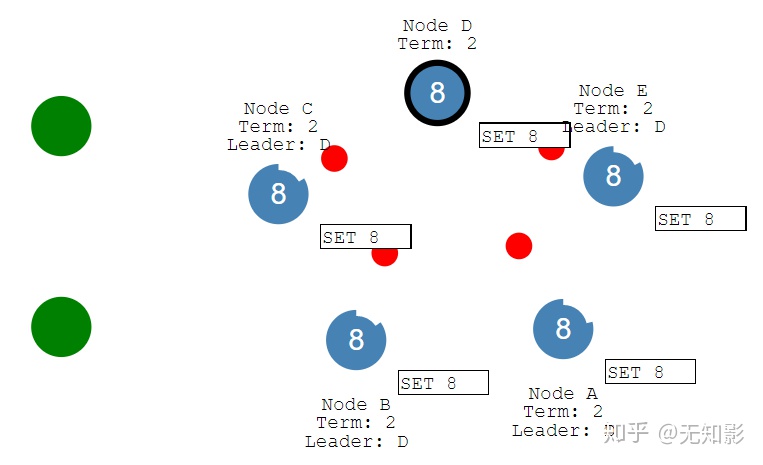 Node D
Term: 2
8
SET 8
Node E
Term: 2
Leader: D
8
SET 8
Node C
Term: 2
Leader: D
8
SET 8
8
SET 8
Node B
Term: 2
Leader: D
8
SET 8
Node A
Term: 2
Leader: D
知乎 @无知影